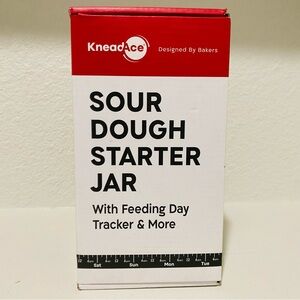 KneadAce Designed By Bakers
SOUR
DOUGH
STARTER
JAR
With Feeding Day
Tracker & More
Sat Sun Mon Tue